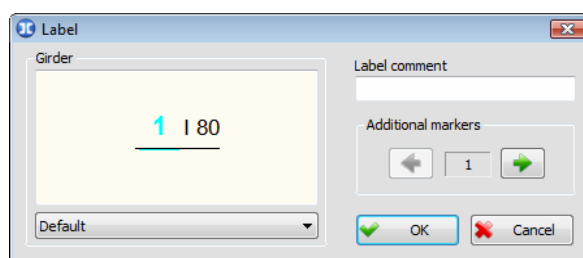 Label
Girder
1 I 80
Default
Label comment
Additional markers
1
OK
Cancel